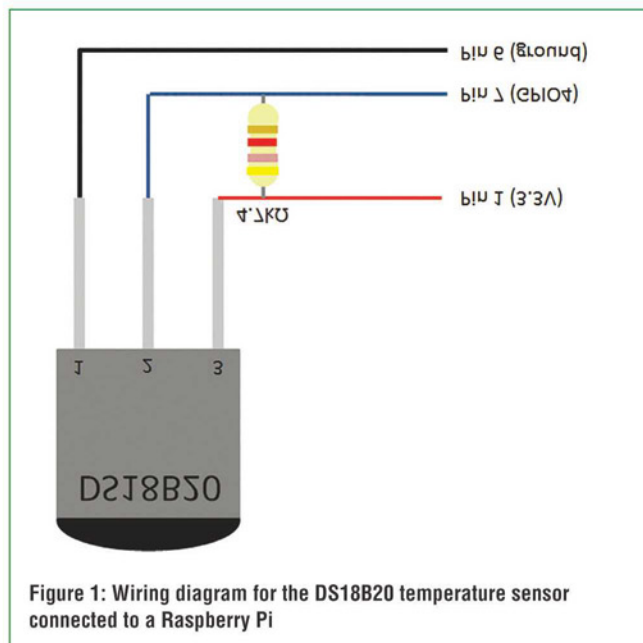 Pin 6 (ground)
Pin 7 (GPIO4)
Pin 1 (3.3V)
4.7kΩ
1 2 3
DS18B20
Figure 1: Wiring diagram for the DS18B20 temperature sensor
connected to a Raspberry Pi